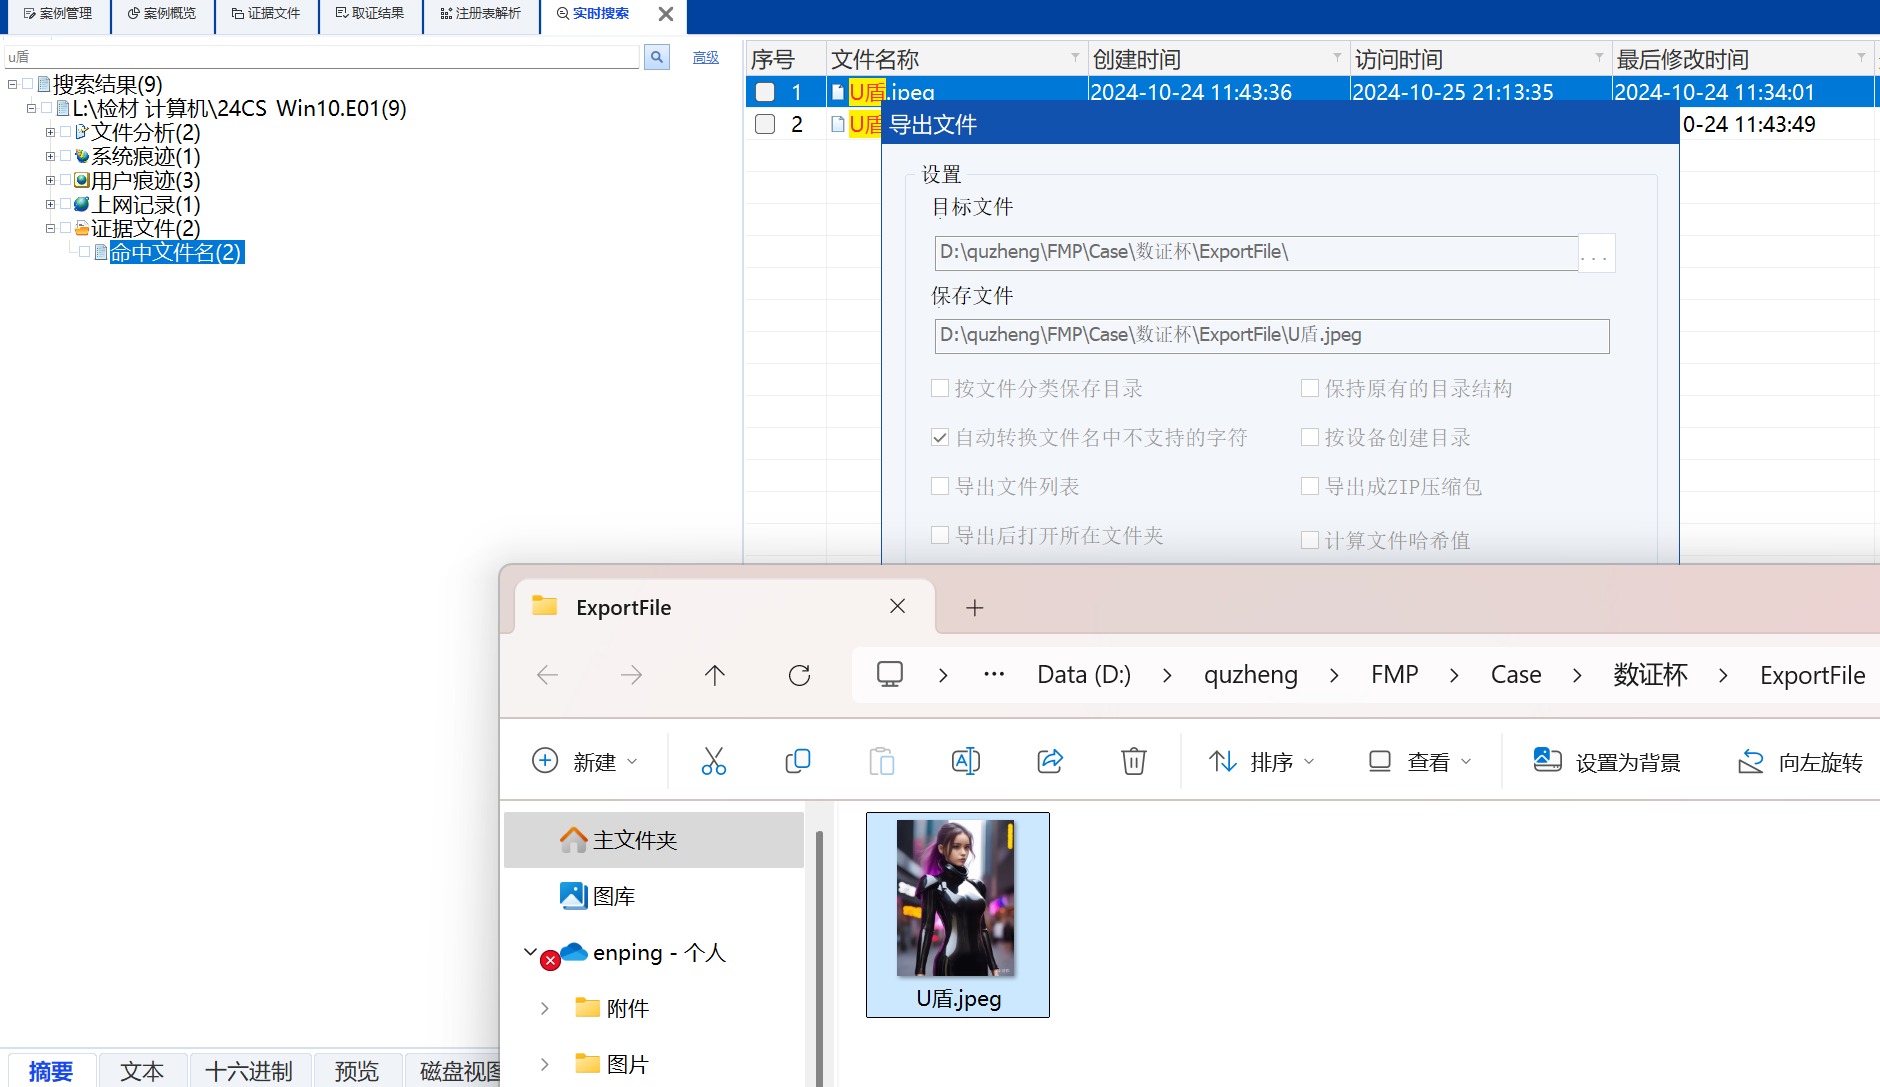 案例管理 案例概览 证据文件 取证结果 注册表解析 实时搜索
u盾 高级
搜索结果(9)
L:\检材 计算机\24CS Win10.E01(9)
文件分析(2)
系统痕迹(1)
用户痕迹(3)
上网记录(1)
证据文件(2)
命中文件名(2)
序号 文件名称 创建时间 访问时间 最后修改时间
1 U盾.jpeg 2024-10-24 11:43:36 2024-10-25 21:13:35 2024-10-24 11:34:01
2 U盾 0-24 11:43:49
导出文件
设置
目标文件
D:\quzheng\FMP\Case\数证杯\ExportFile\ ...
保存文件
D:\quzheng\FMP\Case\数证杯\ExportFile\U盾.jpeg
按文件分类保存目录 保持原有的目录结构
自动转换文件名中不支持的字符 按设备创建目录
导出文件列表 导出成ZIP压缩包
导出后打开所在文件夹 计算文件哈希值
ExportFile
Data (D:) quzheng FMP Case 数证杯 ExportFile
新建 排序 查看 设置为背景 向左旋转
主文件夹
图库
enping - 个人
附件
图片
U盾.jpeg
摘要 文本 十六进制 预览 磁盘视图